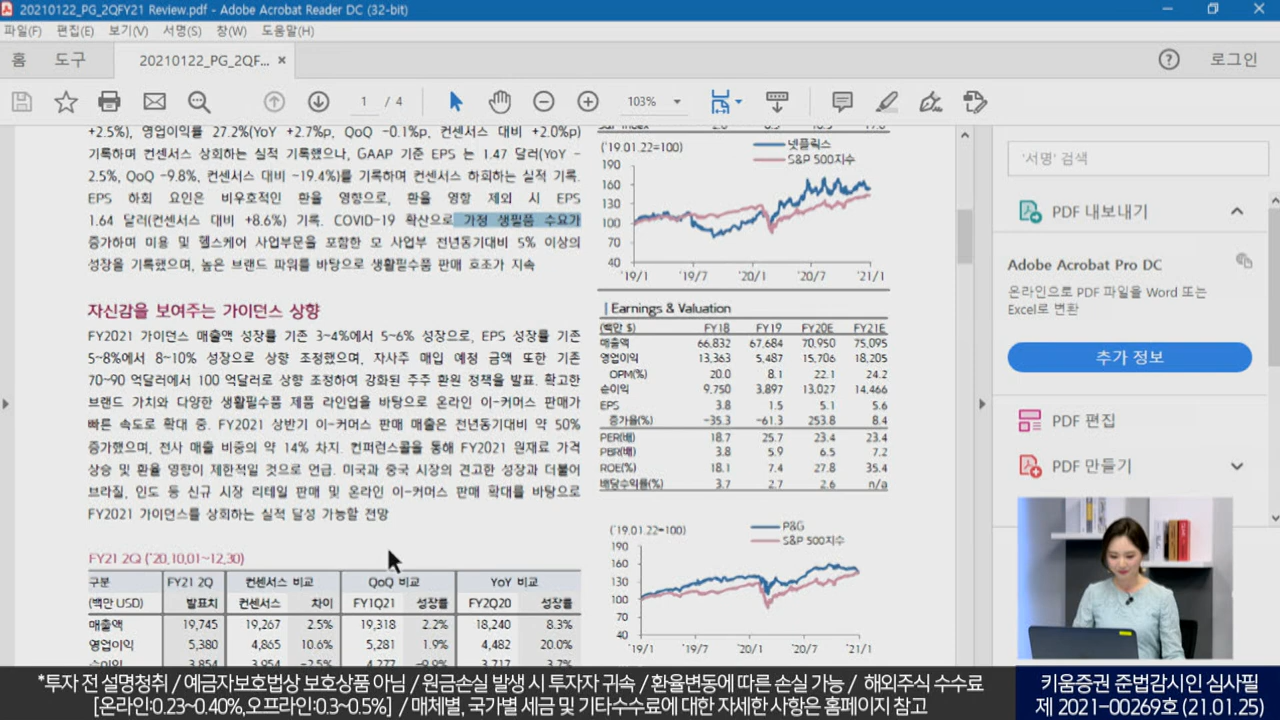 20210122_PG_2QFY21 Review.pdf - Adobe Acrobat Reader DC (32-bit)
파일(F) 편집(E) 보기(V) 서명(S) 창(W) 도움말(H)
홈 도구 20210122_PG_2QF... × 로그인
1 / 4 103%
+2.5%), 영업이익률 27.2%(YoY +2.7%p, QoQ -0.1%p, 컨센서스 대비 +2.0%p)
기록하며 컨센서스 상회하는 실적 기록했으나, GAAP 기준 EPS 는 1.47 달러(YoY -
2.5%, QoQ -9.8%, 컨센서스 대비 -19.4%)를 기록하며 컨센서스 하회하는 실적 기록.
EPS 하회 요인은 비우호적인 환율 영향으로, 환율 영향 제외 시 EPS
1.64 달러(컨센서스 대비 +8.6%) 기록. COVID-19 확산으로 가정 생필품 수요가
증가하며 미용 및 헬스케어 사업부문을 포함한 모 사업부 전년동기대비 5% 이상의
성장을 기록했으며, 높은 브랜드 파워를 바탕으로 생활필수품 판매 호조가 지속
자신감을 보여주는 가이던스 상향
FY2021 가이던스 매출액 성장률 기존 3~4%에서 5~6% 성장으로, EPS 성장률 기존
5~8%에서 8~10% 성장으로 상향 조정했으며, 자사주 매입 예정 금액 또한 기존
70~90 억달러에서 100 억달러로 상향 조정하여 강화된 주주 환원 정책을 발표. 확고한
브랜드 가치와 다양한 생활필수품 제품 라인업을 바탕으로 온라인 이-커머스 판매가
빠른 속도로 확대 중. FY2021 상반기 이-커머스 판매 매출은 전년동기대비 약 50%
증가했으며, 전사 매출 비중의 약 14% 차지. 컨퍼런스콜을 통해 FY2021 원재료 가격
상승 및 환율 영향이 제한적일 것으로 언급. 미국과 중국 시장의 견고한 성장과 더불어
브라질, 인도 등 신규 시장 리테일 판매 및 온라인 이-커머스 판매 확대를 바탕으로
FY2021 가이던스를 상회하는 실적 달성 가능할 전망
FY21 2Q ('20.10.01~12.30)
구분 FY21 2Q 컨센서스 비교 QoQ 비교 YoY 비교
(백만 USD) 발표치 컨센서스 차이 FY1Q21 성장률 FY2Q20 성장률
매출액 19,745 19,267 2.5% 19,318 2.2% 18,240 8.3%
영업이익 5,380 4,865 10.6% 5,281 1.9% 4,482 20.0%
순이익 3,854 3,954 -2.5% 4,277 -9.9% 3,717 3.7%
('19.01.22=100) 넷플릭스
S&P 500지수
190
160
130
100
70
40
'19/1 '19/7 '20/1 '20/7 '21/1
Earnings & Valuation
(백만 $) FY18 FY19 FY20E FY21E
매출액 66,832 67,684 70,950 75,095
영업이익 13,363 5,487 15,706 18,205
OPM(%) 20.0 8.1 22.1 24.2
순이익 9,750 3,897 13,027 14,466
EPS 3.8 1.5 5.1 5.6
증가율(%) -35.3 -61.3 253.8 8.4
PER(배) 18.7 25.7 23.4 23.4
PBR(배) 3.8 5.9 6.5 7.2
ROE(%) 18.1 7.4 27.8 35.4
배당수익률(%) 3.7 2.7 2.6 n/a
('19.01.22=100) P&G
S&P 500지수
190
160
130
100
70
40
'19/1 '19/7 '20/1 '20/7 '21/1
'서명' 검색
PDF 내보내기
Adobe Acrobat Pro DC
온라인으로 PDF 파일을 Word 또는
Excel로 변환
추가 정보
PDF 편집
PDF 만들기
*투자 전 설명청취 / 예금자보호법상 보호상품 아님 / 원금손실 발생 시 투자자 귀속 / 환율변동에 따른 손실 가능 / 해외주식 수수료
[온라인:0.23~0.40%,오프라인:0.3~0.5%] / 매체별, 국가별 세금 및 기타수수료에 대한 자세한 사항은 홈페이지 참고
키움증권 준법감시인 심사필
제 2021-00269호 (21.01.25)